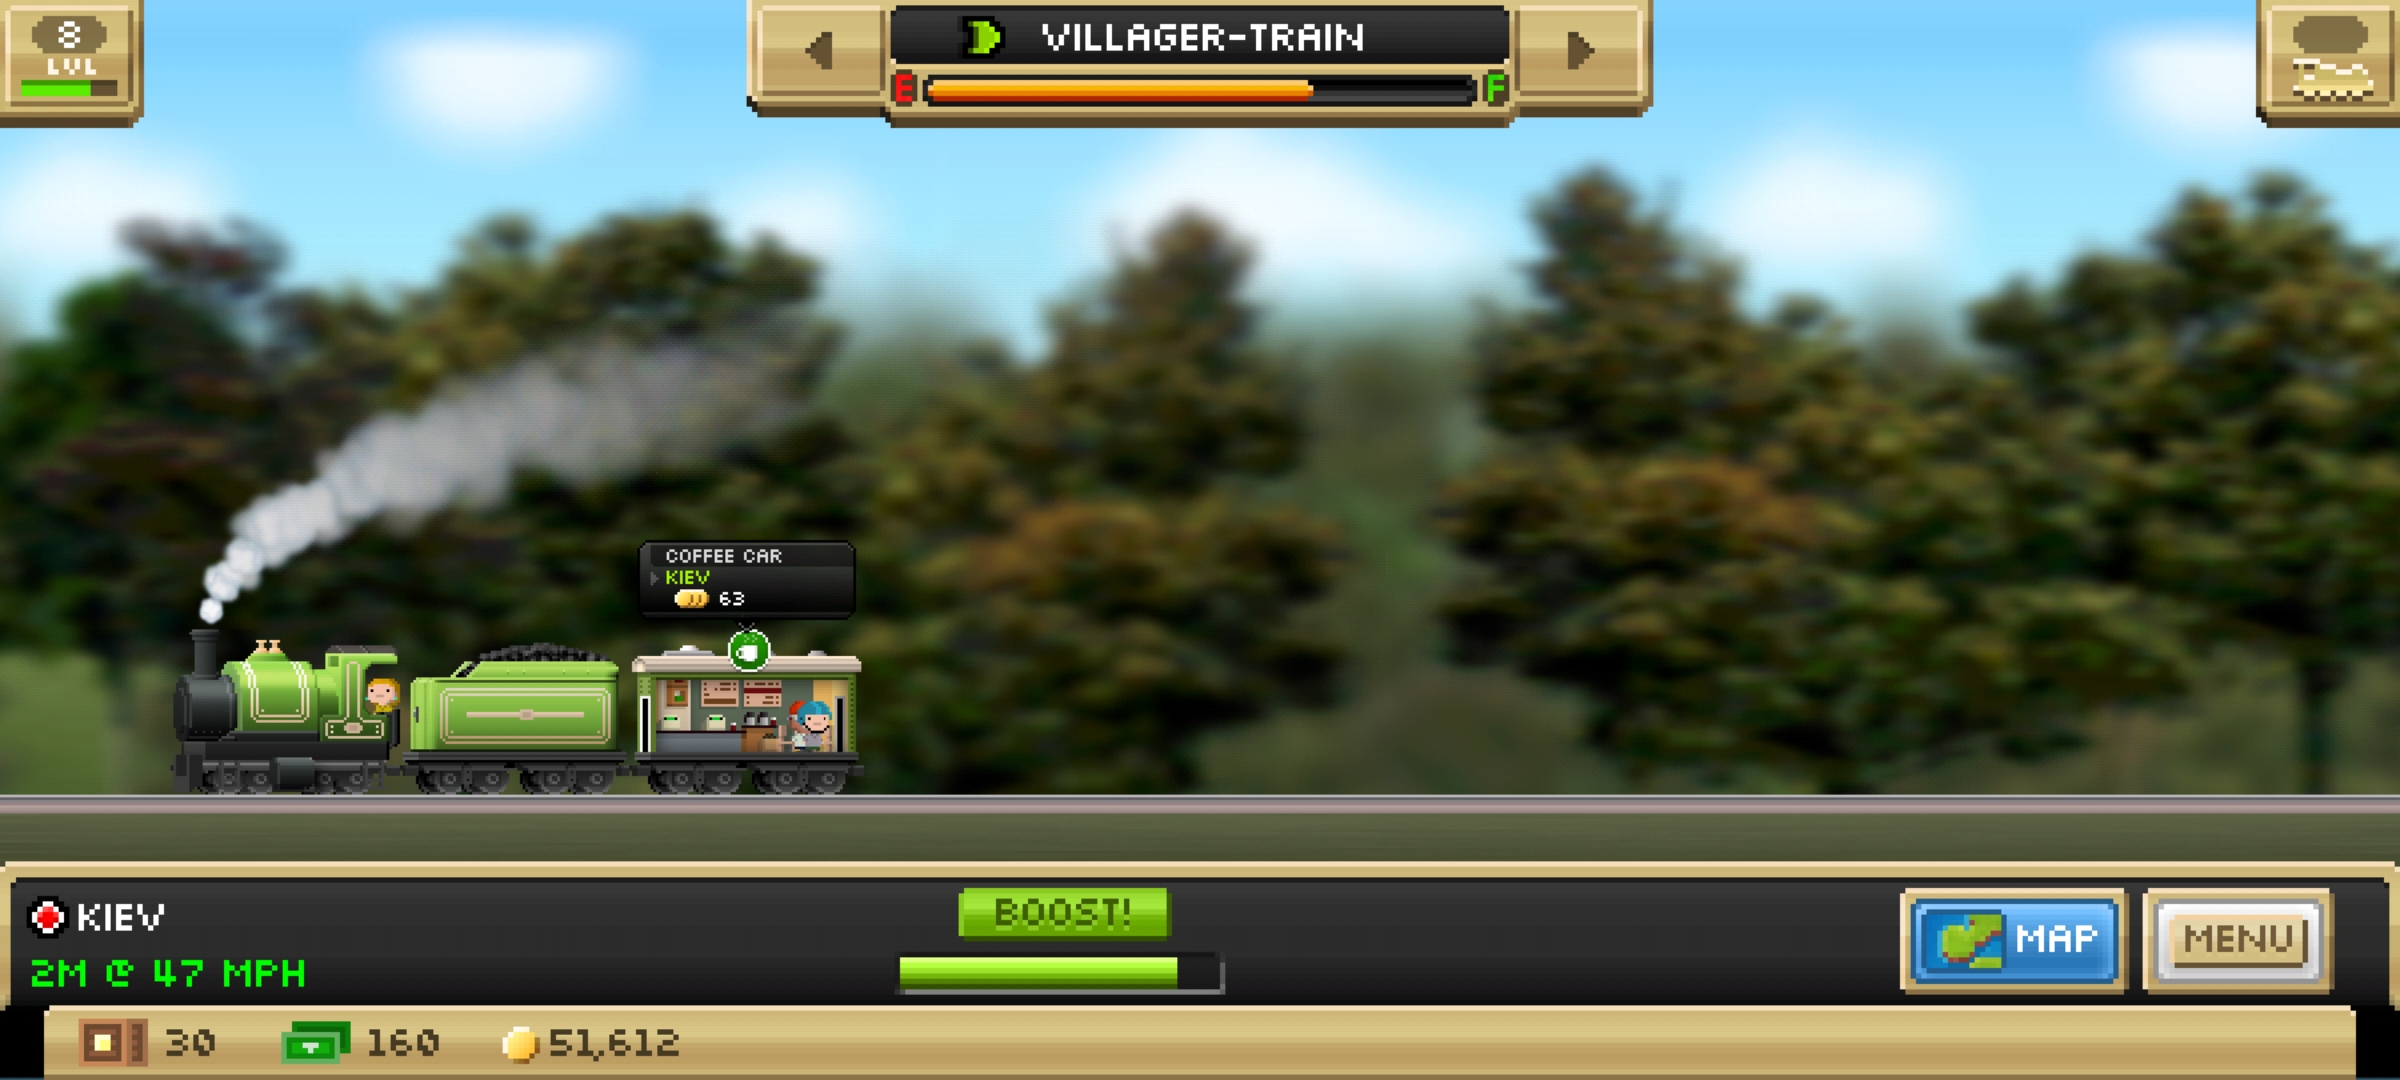 8
LVL
VILLAGER-TRAIN
E F
COFFEE CAR
KIEV
63
KIEV
2M @ 47 MPH
BOOST!
MAP
MENU
30 160 51,612